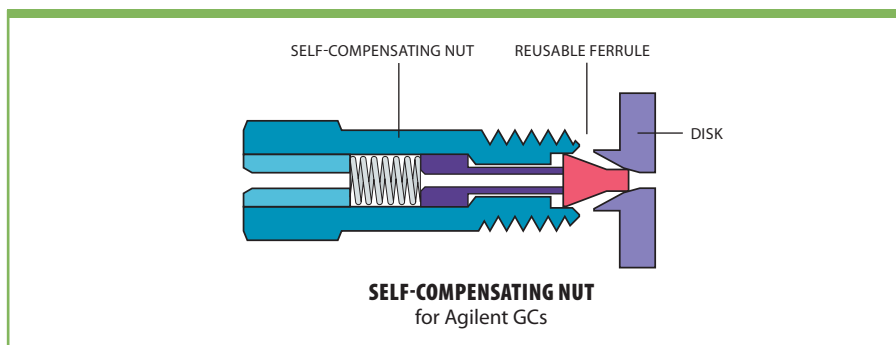 SELF-COMPENSATING NUT
REUSABLE FERRULE
DISK
SELF-COMPENSATING NUT
for Agilent GCs